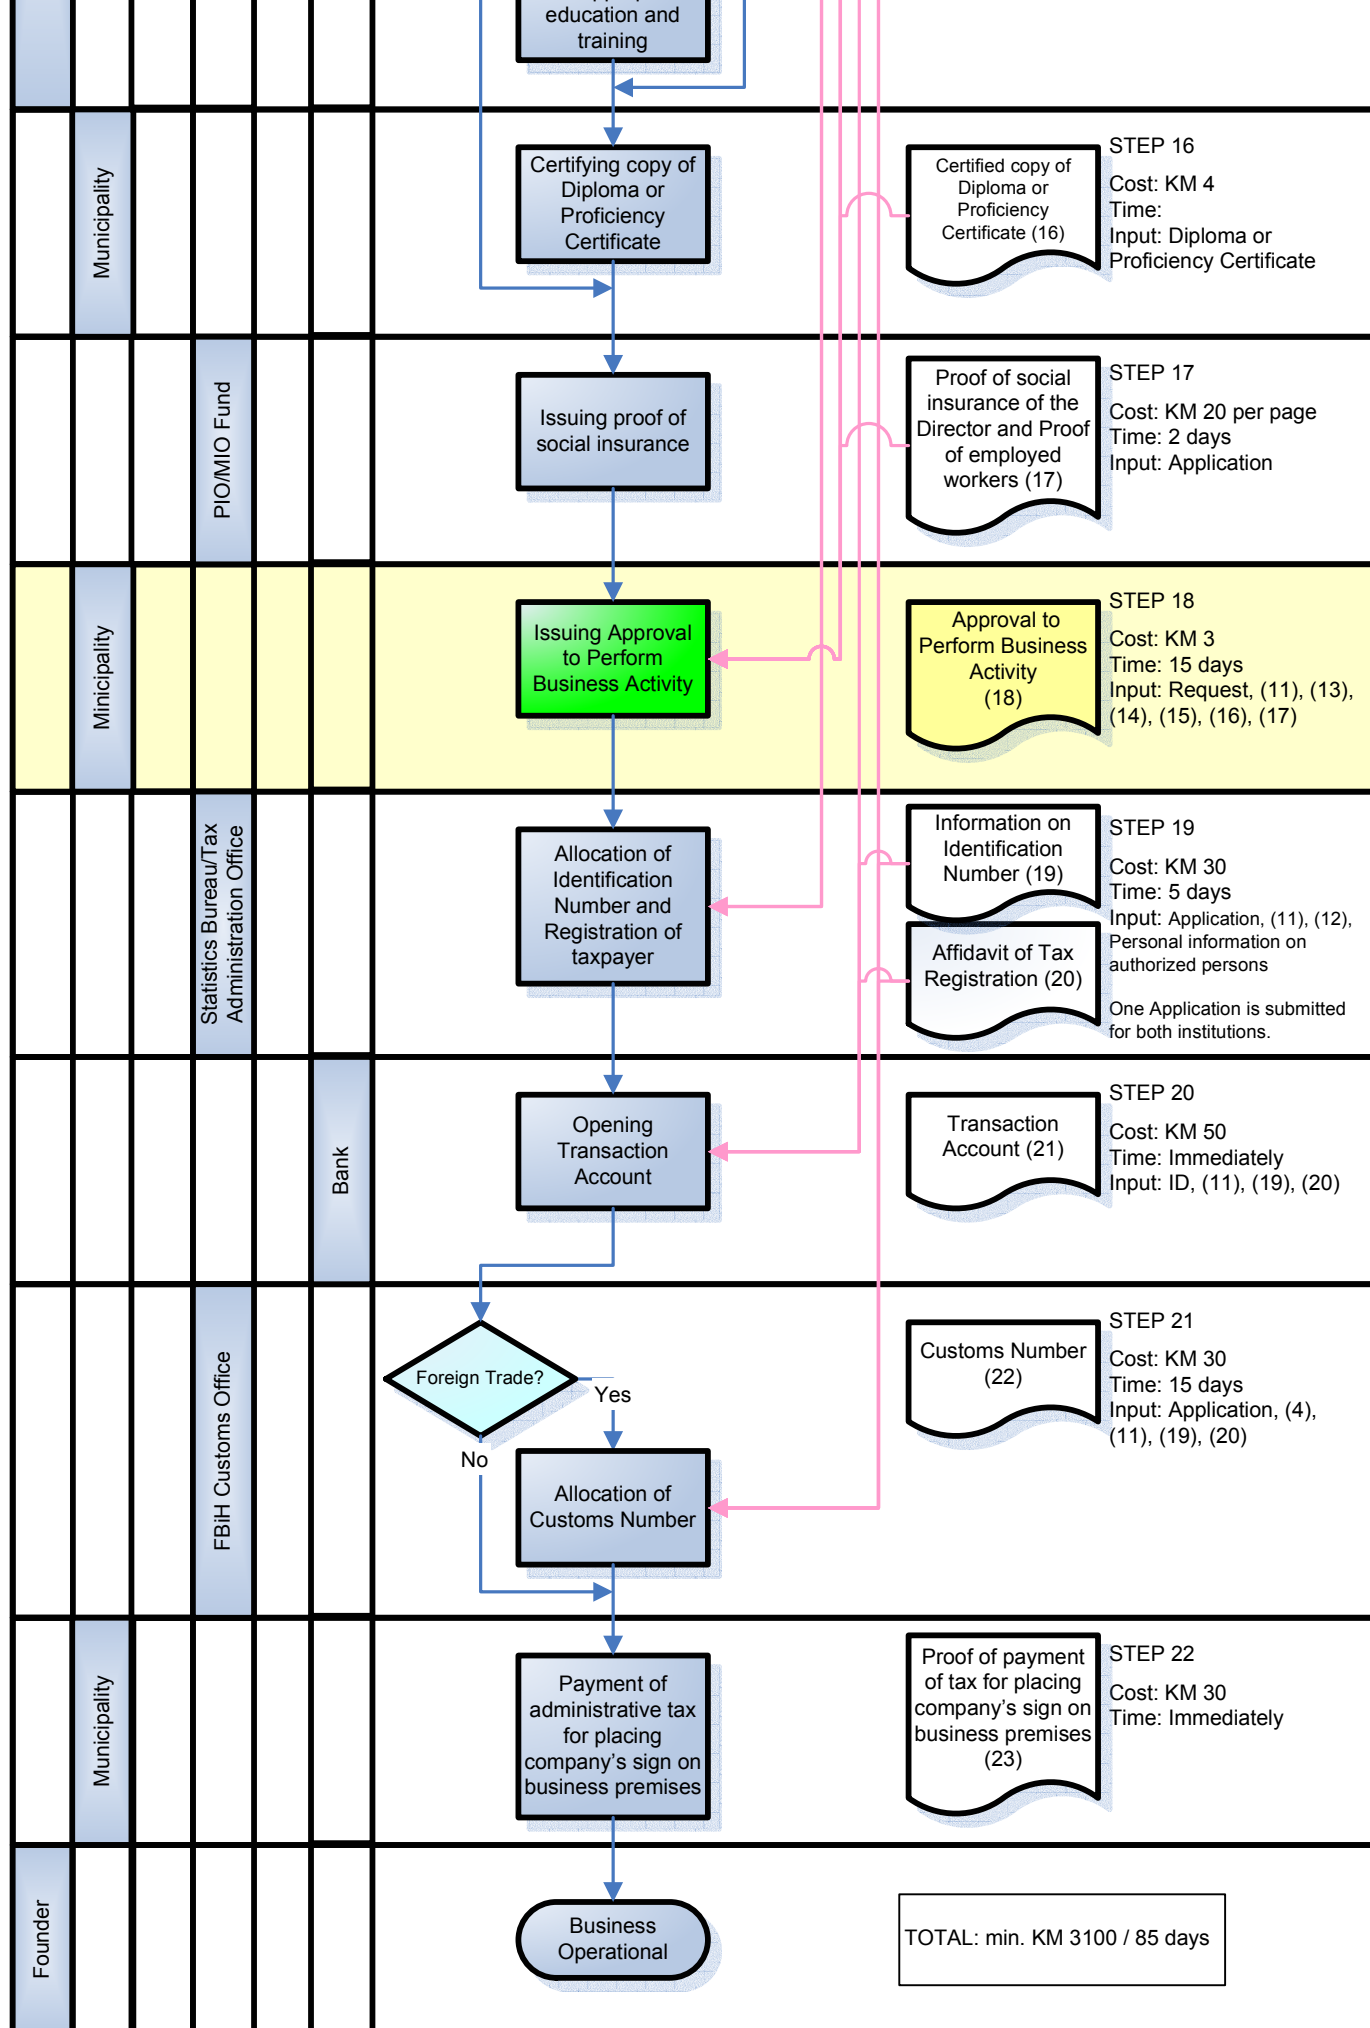 education and
training
Municipality
Certifying copy of
Diploma or
Proficiency
Certificate
Certified copy of
Diploma or
Proficiency
Certificate (16)
STEP 16
Cost: KM 4
Time:
Input: Diploma or
Proficiency Certificate
PIO/MIO Fund
Issuing proof of
social insurance
Proof of social
insurance of the
Director and Proof
of employed
workers (17)
STEP 17
Cost: KM 20 per page
Time: 2 days
Input: Application
Minicipality
Issuing Approval
to Perform
Business Activity
Approval to
Perform Business
Activity
(18)
STEP 18
Cost: KM 3
Time: 15 days
Input: Request, (11), (13),
(14), (15), (16), (17)
Statistics Bureau/Tax
Administration Office
Allocation of
Identification
Number and
Registration of
taxpayer
Information on
Identification
Number (19)
Affidavit of Tax
Registration (20)
STEP 19
Cost: KM 30
Time: 5 days
Input: Application, (11), (12),
Personal information on
authorized persons
One Application is submitted
for both institutions.
Bank
Opening
Transaction
Account
Transaction
Account (21)
STEP 20
Cost: KM 50
Time: Immediately
Input: ID, (11), (19), (20)
FBiH Customs Office
Foreign Trade?
Yes
No
Allocation of
Customs Number
Customs Number
(22)
STEP 21
Cost: KM 30
Time: 15 days
Input: Application, (4),
(11), (19), (20)
Municipality
Payment of
administrative tax
for placing
company's sign on
business premises
Proof of payment
of tax for placing
company's sign on
business premises
(23)
STEP 22
Cost: KM 30
Time: Immediately
Founder
Business
Operational
TOTAL: min. KM 3100 / 85 days